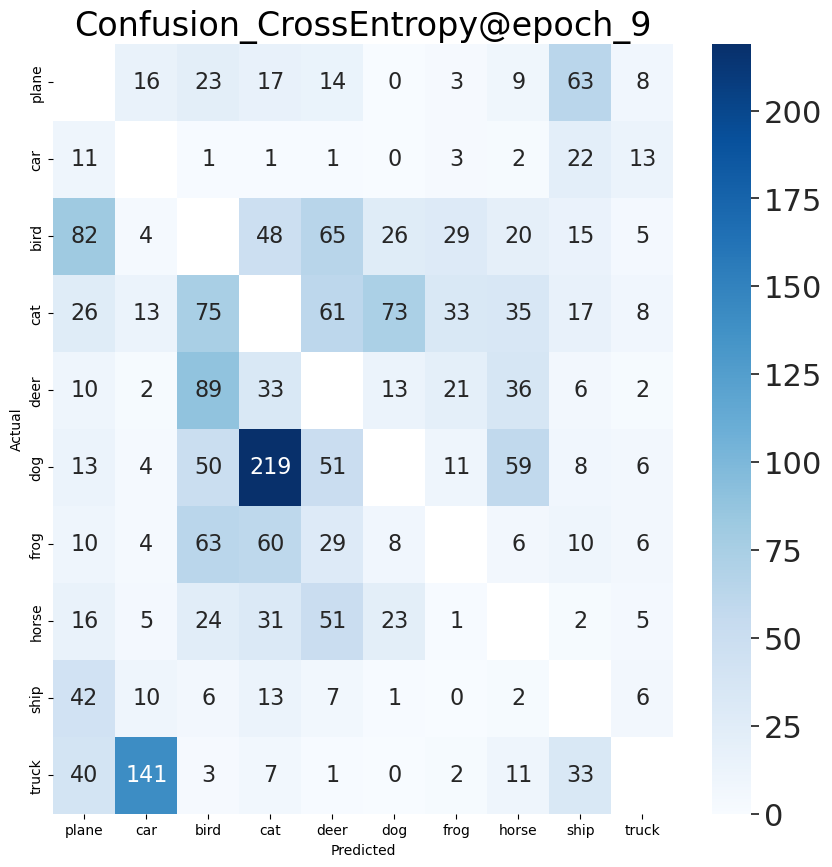 Confusion_CrossEntropy@epoch_9
plane 16 23 17 14 0 3 9 63 8
car 11 1 1 1 0 3 2 22 13
bird 82 4 48 65 26 29 20 15 5
cat 26 13 75 61 73 33 35 17 8
deer 10 2 89 33 13 21 36 6 2
dog 13 4 50 219 51 11 59 8 6
frog 10 4 63 60 29 8 6 10 6
horse 16 5 24 31 51 23 1 2 5
ship 42 10 6 13 7 1 0 2 6
truck 40 141 3 7 1 0 2 11 33
plane car bird cat deer dog frog horse ship truck
Predicted
Actual
200
175
150
125
100
75
50
25
0